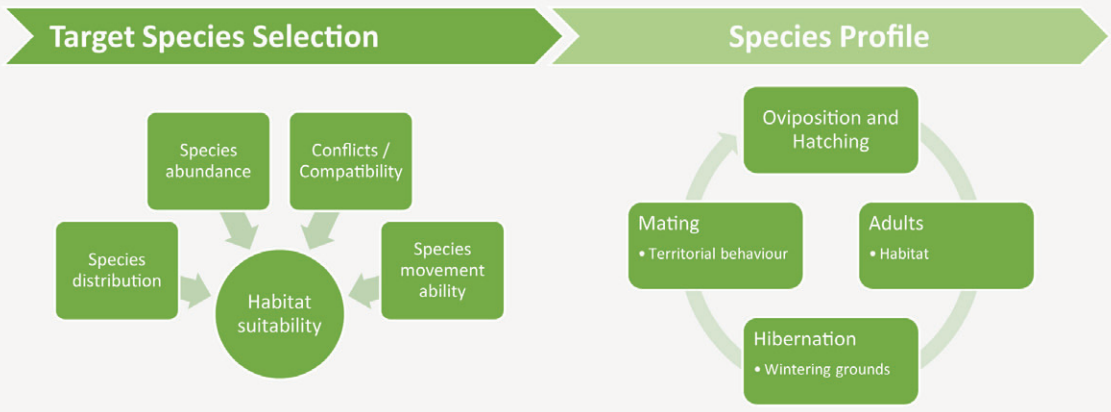 Target Species Selection
Species Profile
Species
abundance
Conflicts /
Compatibility
Species
distribution
Species
movement
ability
Habitat
suitability
Oviposition and
Hatching
Mating
• Territorial behaviour
Adults
• Habitat
Hibernation
• Wintering grounds